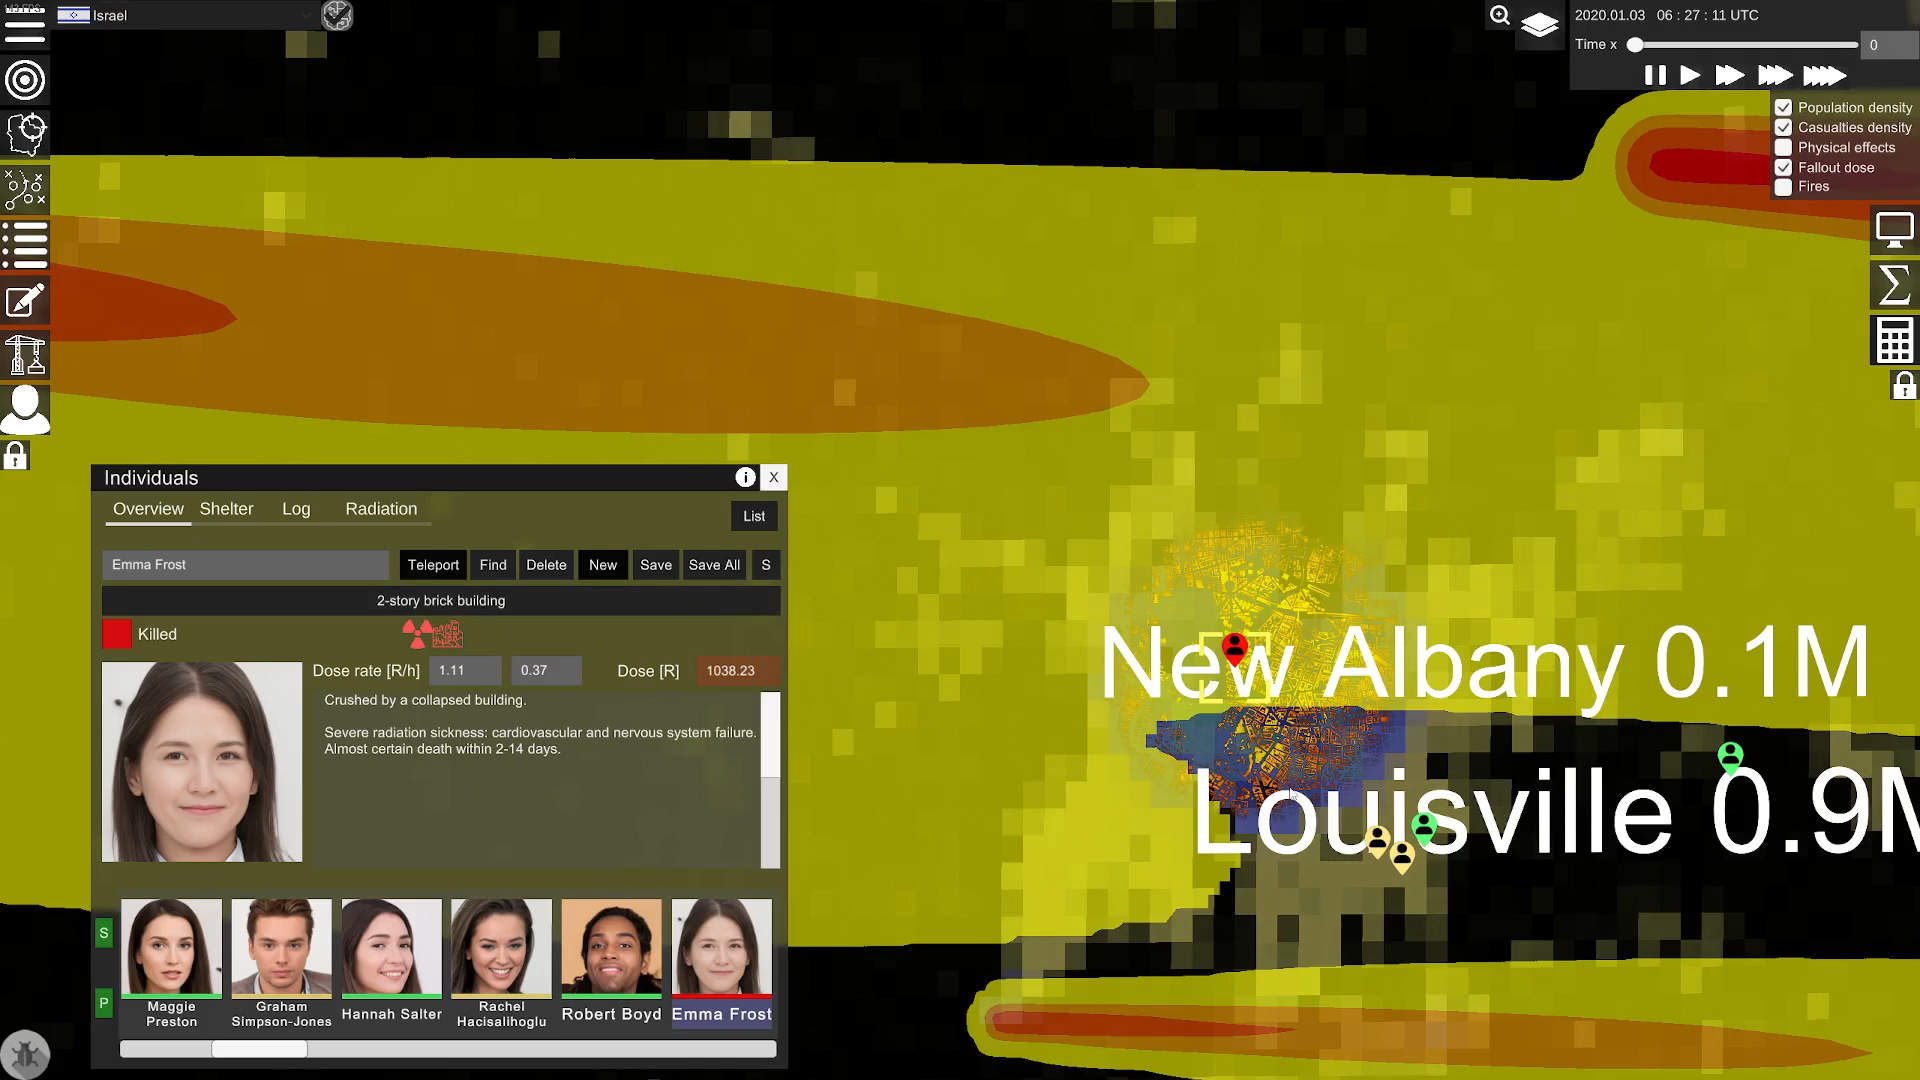 143 FPS
Israel
2020.01.03 06 : 27 : 11 UTC
Time x
0
Population density
Casualties density
Physical effects
Fallout dose
Fires
Individuals
i
X
Overview Shelter Log Radiation
List
Emma Frost
Teleport Find Delete New Save Save All S
2-story brick building
Killed
Dose rate [R/h] 1.11 0.37 Dose [R] 1038.23
Crushed by a collapsed building.
Severe radiation sickness: cardiovascular and nervous system failure.
Almost certain death within 2-14 days.
S
P
Maggie
Preston
Graham
Simpson-Jones
Hannah Salter
Rachel
Hacisalihoglu
Robert Boyd
Emma Frost
New Albany 0.1M
Louisville 0.9M